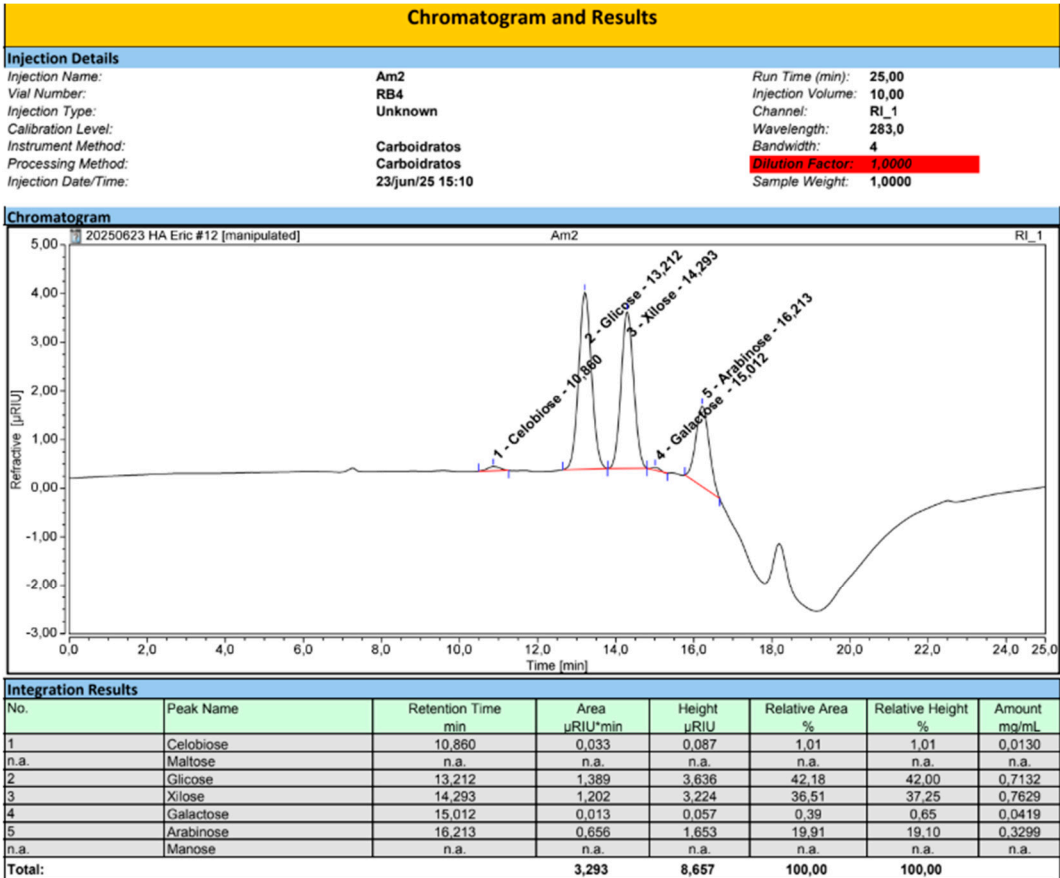 Chromatogram and Results
Injection Details
Injection Name: Am2 Run Time (min): 25,00
Vial Number: RB4 Injection Volume: 10,00
Injection Type: Unknown Channel: RI_1
Calibration Level: Wavelength: 283,0
Instrument Method: Carboidratos Bandwidth: 4
Processing Method: Carboidratos Dilution Factor: 1,0000
Injection Date/Time: 23/jun/25 15:10 Sample Weight: 1,0000
Chromatogram
20250623 HA Eric #12 [manipulated] Am2 RI_1
5,00
4,00
3,00
2,00
1,00
0,00
-1,00
-2,00
-3,00
Refractive [µRIU]
1 - Celobiose - 10,860
2 - Glicose - 13,212
3 - Xilose - 14,293
4 - Galactose - 15,012
5 - Arabinose - 16,213
0,0 2,0 4,0 6,0 8,0 10,0 12,0 14,0 16,0 18,0 20,0 22,0 24,0 25,0
Time [min]
Integration Results
No. Peak Name Retention Time Area Height Relative Area Relative Height Amount
min µRIU*min µRIU % % mg/mL
1 Celobiose 10,860 0,033 0,087 1,01 1,01 0,0130
n.a. Maltose n.a. n.a. n.a. n.a. n.a. n.a.
2 Glicose 13,212 1,389 3,636 42,18 42,00 0,7132
3 Xilose 14,293 1,202 3,224 36,51 37,25 0,7629
4 Galactose 15,012 0,013 0,057 0,39 0,65 0,0419
5 Arabinose 16,213 0,656 1,653 19,91 19,10 0,3299
n.a. Manose n.a. n.a. n.a. n.a. n.a. n.a.
Total: 3,293 8,657 100,00 100,00